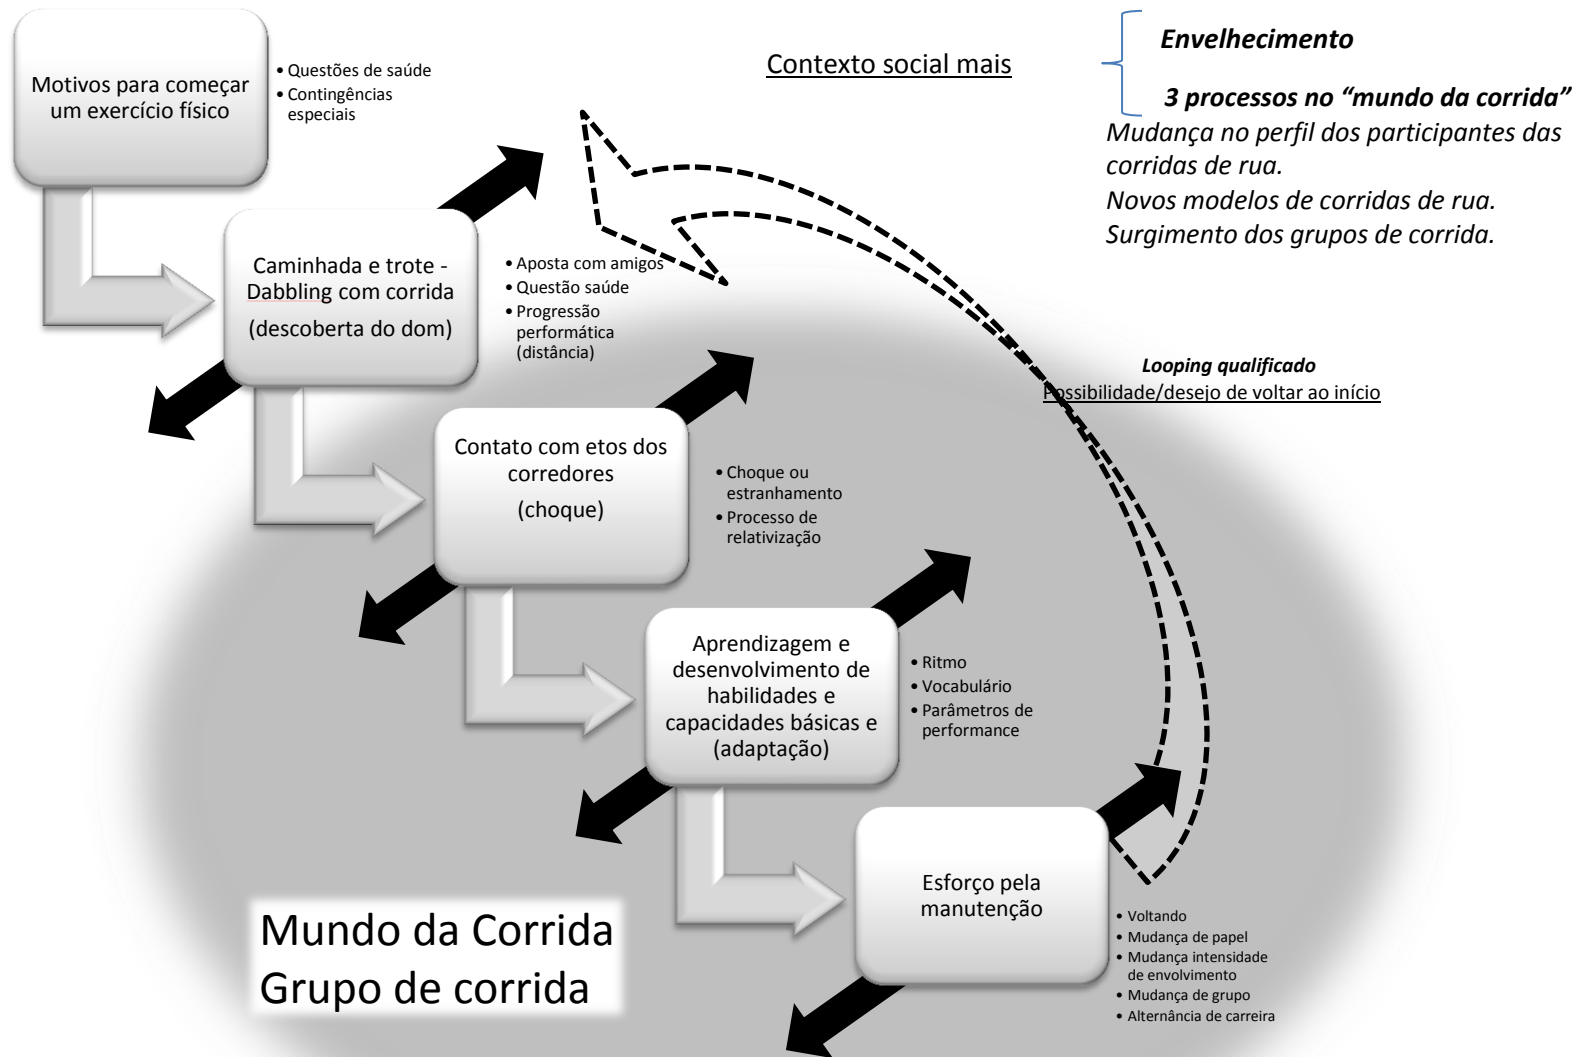 Motivos para começar
um exercício físico
• Questões de saúde
• Contingências
especiais
Contexto social mais
Envelhecimento
3 processos no “mundo da corrida”
Mudança no perfil dos participantes das
corridas de rua.
Novos modelos de corridas de rua.
Surgimento dos grupos de corrida.
Caminhada e trote -
Dabbling com corrida
(descoberta do dom)
• Aposta com amigos
• Questão saúde
• Progressão
performática
(distância)
Looping qualificado
Possibilidade/desejo de voltar ao início
Contato com etos dos
corredores
(choque)
• Choque ou
estranhamento
• Processo de
relativização
Aprendizagem e
desenvolvimento de
habilidades e
capacidades básicas e
(adaptação)
• Ritmo
• Vocabulário
• Parâmetros de
performance
Esforço pela
manutenção
• Voltando
• Mudança de papel
• Mudança intensidade
de envolvimento
• Mudança de grupo
• Alternância de carreira
Mundo da Corrida
Grupo de corrida